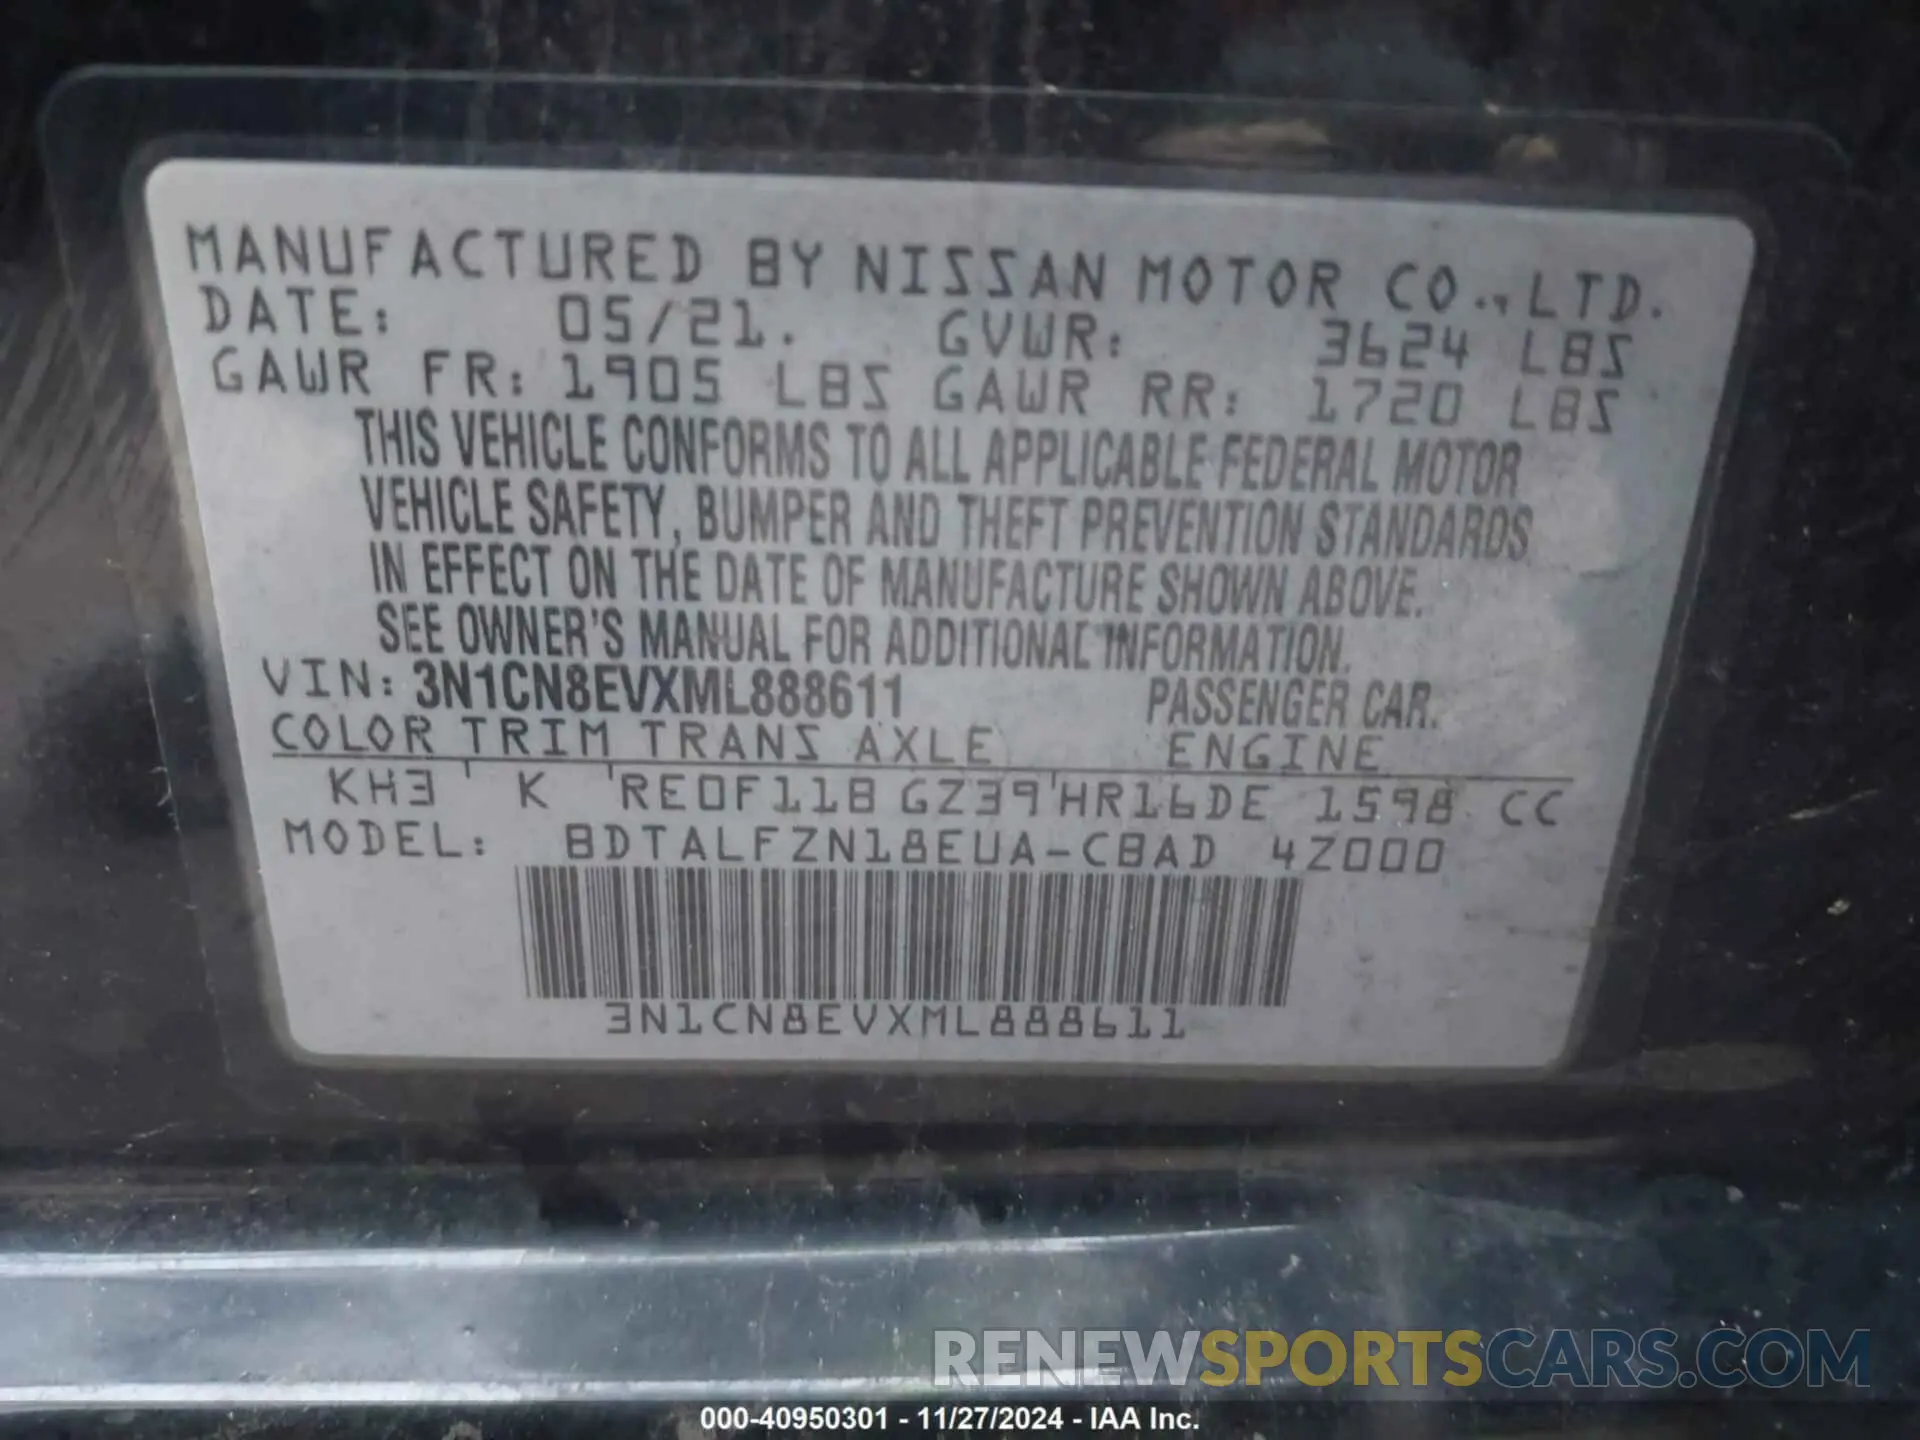 MANUFACTURED BY NISSAN MOTOR CO., LTD.
DATE: 05/21. GVWR: 3624 LBS
GAWR FR: 1905 LBS GAWR RR: 1720 LBS
THIS VEHICLE CONFORMS TO ALL APPLICABLE FEDERAL MOTOR
VEHICLE SAFETY, BUMPER AND THEFT PREVENTION STANDARDS
IN EFFECT ON THE DATE OF MANUFACTURE SHOWN ABOVE.
SEE OWNER'S MANUAL FOR ADDITIONAL INFORMATION.
VIN: 3N1CN8EVXML888611 PASSENGER CAR.
COLOR TRIM TRANS AXLE ENGINE
KH3 K RE0F11B GZ39 HR16DE 1598 CC
MODEL: BDTALFZN18EUA-CBAD 4Z000
3N1CN8EVXML888611
RENEWSPORTSCARS.COM
000-40950301 - 11/27/2024 - IAA Inc.